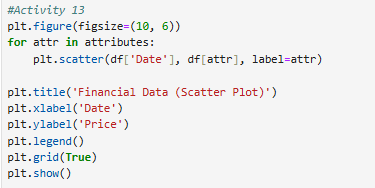 #Activity 13
plt.figure(figsize=(10, 6))
for attr in attributes:
    plt.scatter(df['Date'], df[attr], label=attr)

plt.title('Financial Data (Scatter Plot)')
plt.xlabel('Date')
plt.ylabel('Price')
plt.legend()
plt.grid(True)
plt.show()